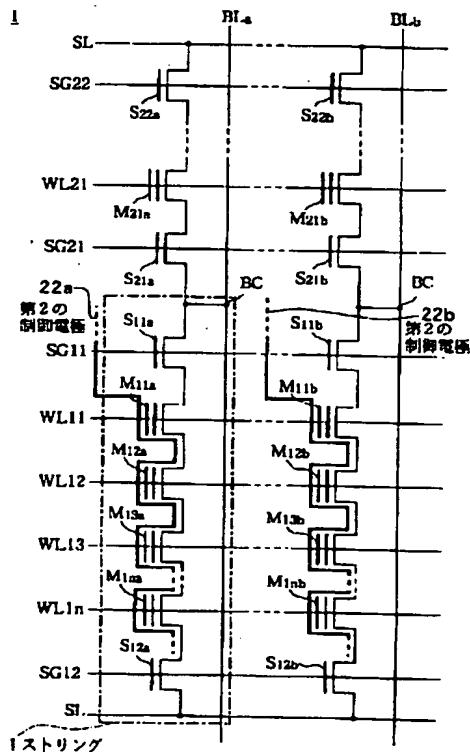 1
BLa
BLb
SL
SG22
S22a
S22b
WL21
M21a
M21b
SG21
S21a
S21b
22a
第2の
制御電極
BC
BC
22b
第2の
制御電極
S11a
S11b
SG11
M11a
M11b
WL11
M12a
M12b
WL12
M13a
M13b
WL13
M1na
M1nb
WL1n
S12a
S12b
SG12
SL
1ストリング